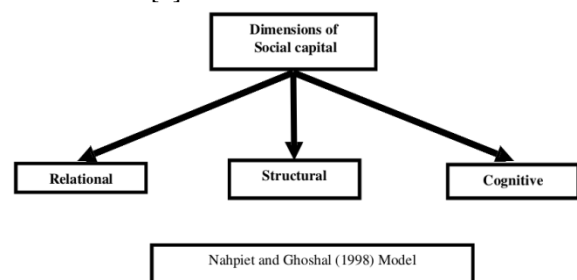 Dimensions of
Social capital
Relational
Structural
Cognitive
Nahpiet and Ghoshal (1998) Model